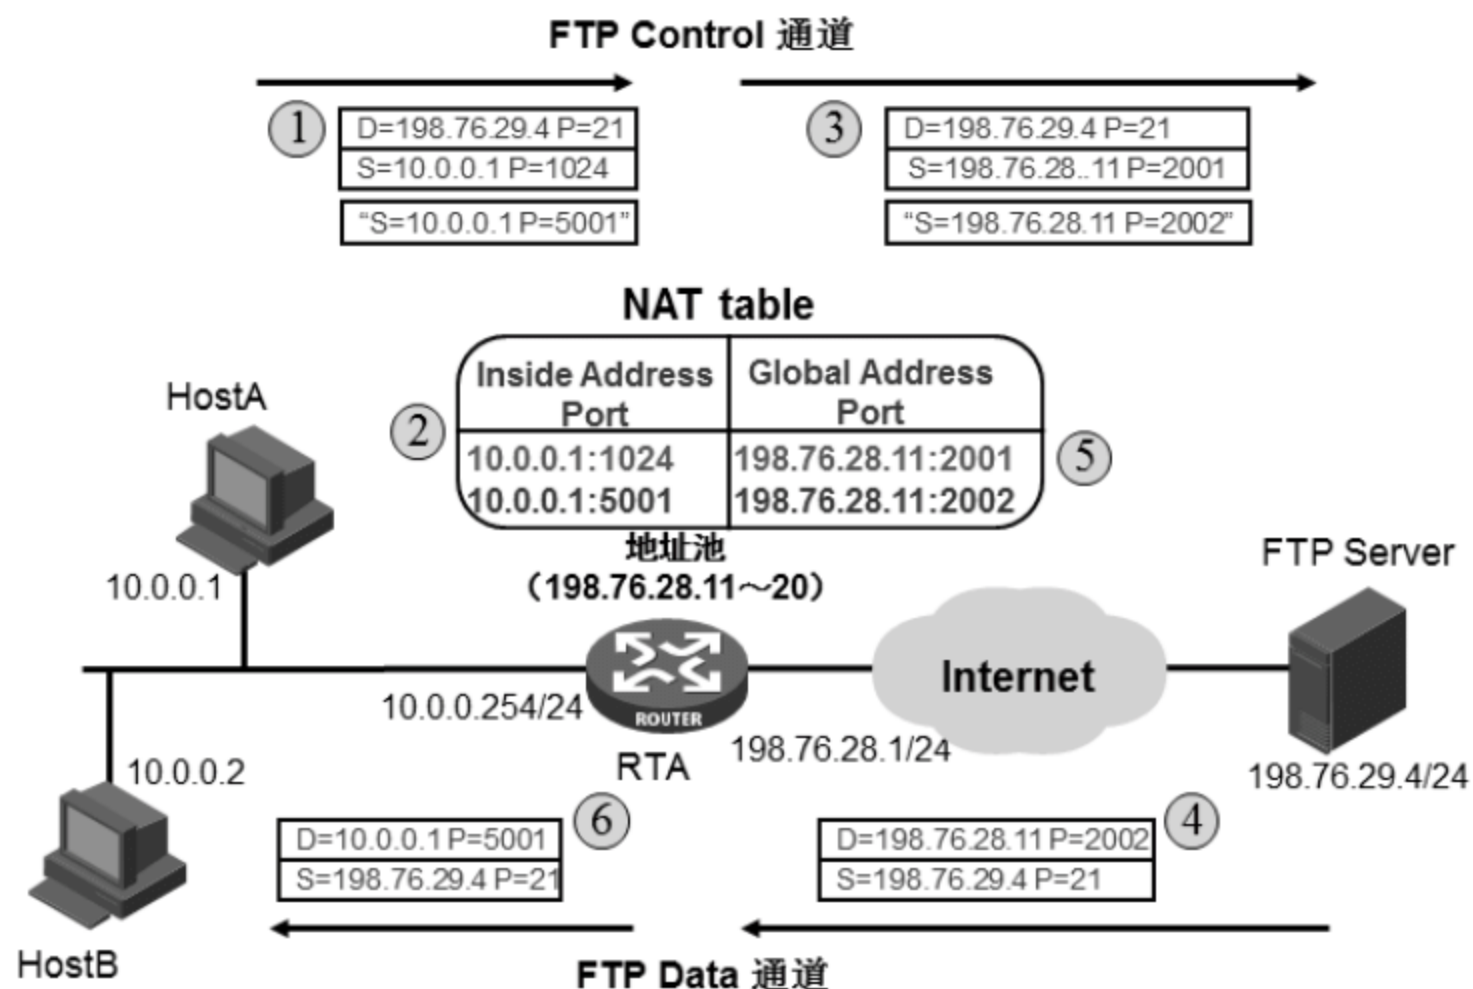 FTP Control 通道
1
D=198.76.29.4 P=21
S=10.0.0.1 P=1024
“S=10.0.0.1 P=5001”
3
D=198.76.29.4 P=21
S=198.76.28..11 P=2001
“S=198.76.28.11 P=2002”
NAT table
Inside Address Port
Global Address Port
2
10.0.0.1:1024
198.76.28.11:2001
10.0.0.1:5001
198.76.28.11:2002
5
地址池
（198.76.28.11～20）
HostA
10.0.0.1
FTP Server
Internet
10.0.0.254/24
ROUTER
RTA
198.76.28.1/24
198.76.29.4/24
10.0.0.2
HostB
6
D=10.0.0.1 P=5001
S=198.76.29.4 P=21
4
D=198.76.28.11 P=2002
S=198.76.29.4 P=21
FTP Data 通道